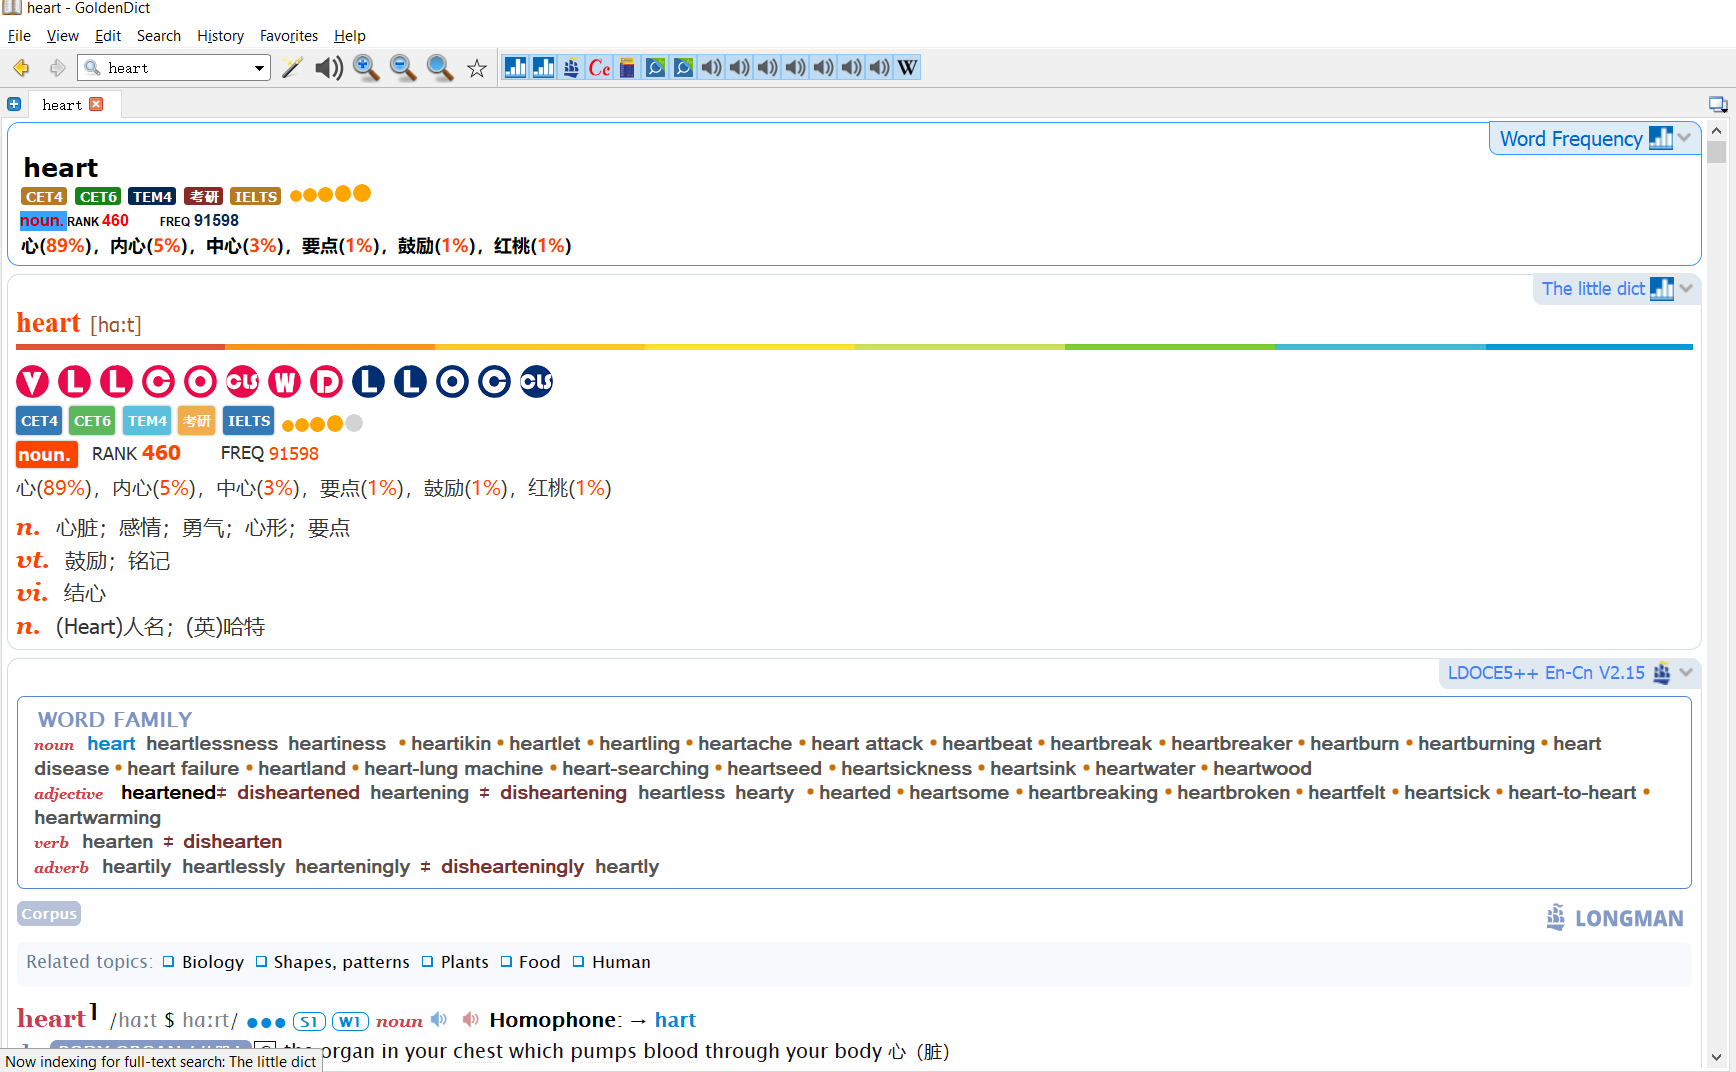 heart - GoldenDict
File View Edit Search History Favorites Help
heart
Cc W
heart
Word Frequency
heart
CET4 CET6 TEM4 考研 IELTS
noun. RANK 460 FREQ 91598
心(89%)，内心(5%)，中心(3%)，要点(1%)，鼓励(1%)，红桃(1%)
The little dict
heart [hɑ:t]
V L L C O CLS W D L L O C CLS
CET4 CET6 TEM4 考研 IELTS
noun. RANK 460 FREQ 91598
心(89%)，内心(5%)，中心(3%)，要点(1%)，鼓励(1%)，红桃(1%)
n. 心脏；感情；勇气；心形；要点
vt. 鼓励；铭记
vi. 结心
n. (Heart)人名；(英)哈特
LDOCE5++ En-Cn V2.15
WORD FAMILY
noun heart heartlessness heartiness • heartikin • heartlet • heartling • heartache • heart attack • heartbeat • heartbreak • heartbreaker • heartburn • heartburning • heart
disease • heart failure • heartland • heart-lung machine • heart-searching • heartseed • heartsickness • heartsink • heartwater • heartwood
adjective heartened≠ disheartened heartening ≠ disheartening heartless hearty • hearted • heartsome • heartbreaking • heartbroken • heartfelt • heartsick • heart-to-heart •
heartwarming
verb hearten ≠ dishearten
adverb heartily heartlessly hearteningly ≠ dishearteningly heartly
Corpus
LONGMAN
Related topics: Biology Shapes, patterns Plants Food Human
heart1 /hɑːt $ hɑːrt/ ●●● S1 W1 noun Homophone: → hart
organ in your chest which pumps blood through your body 心（脏）
Now indexing for full-text search: The little dict